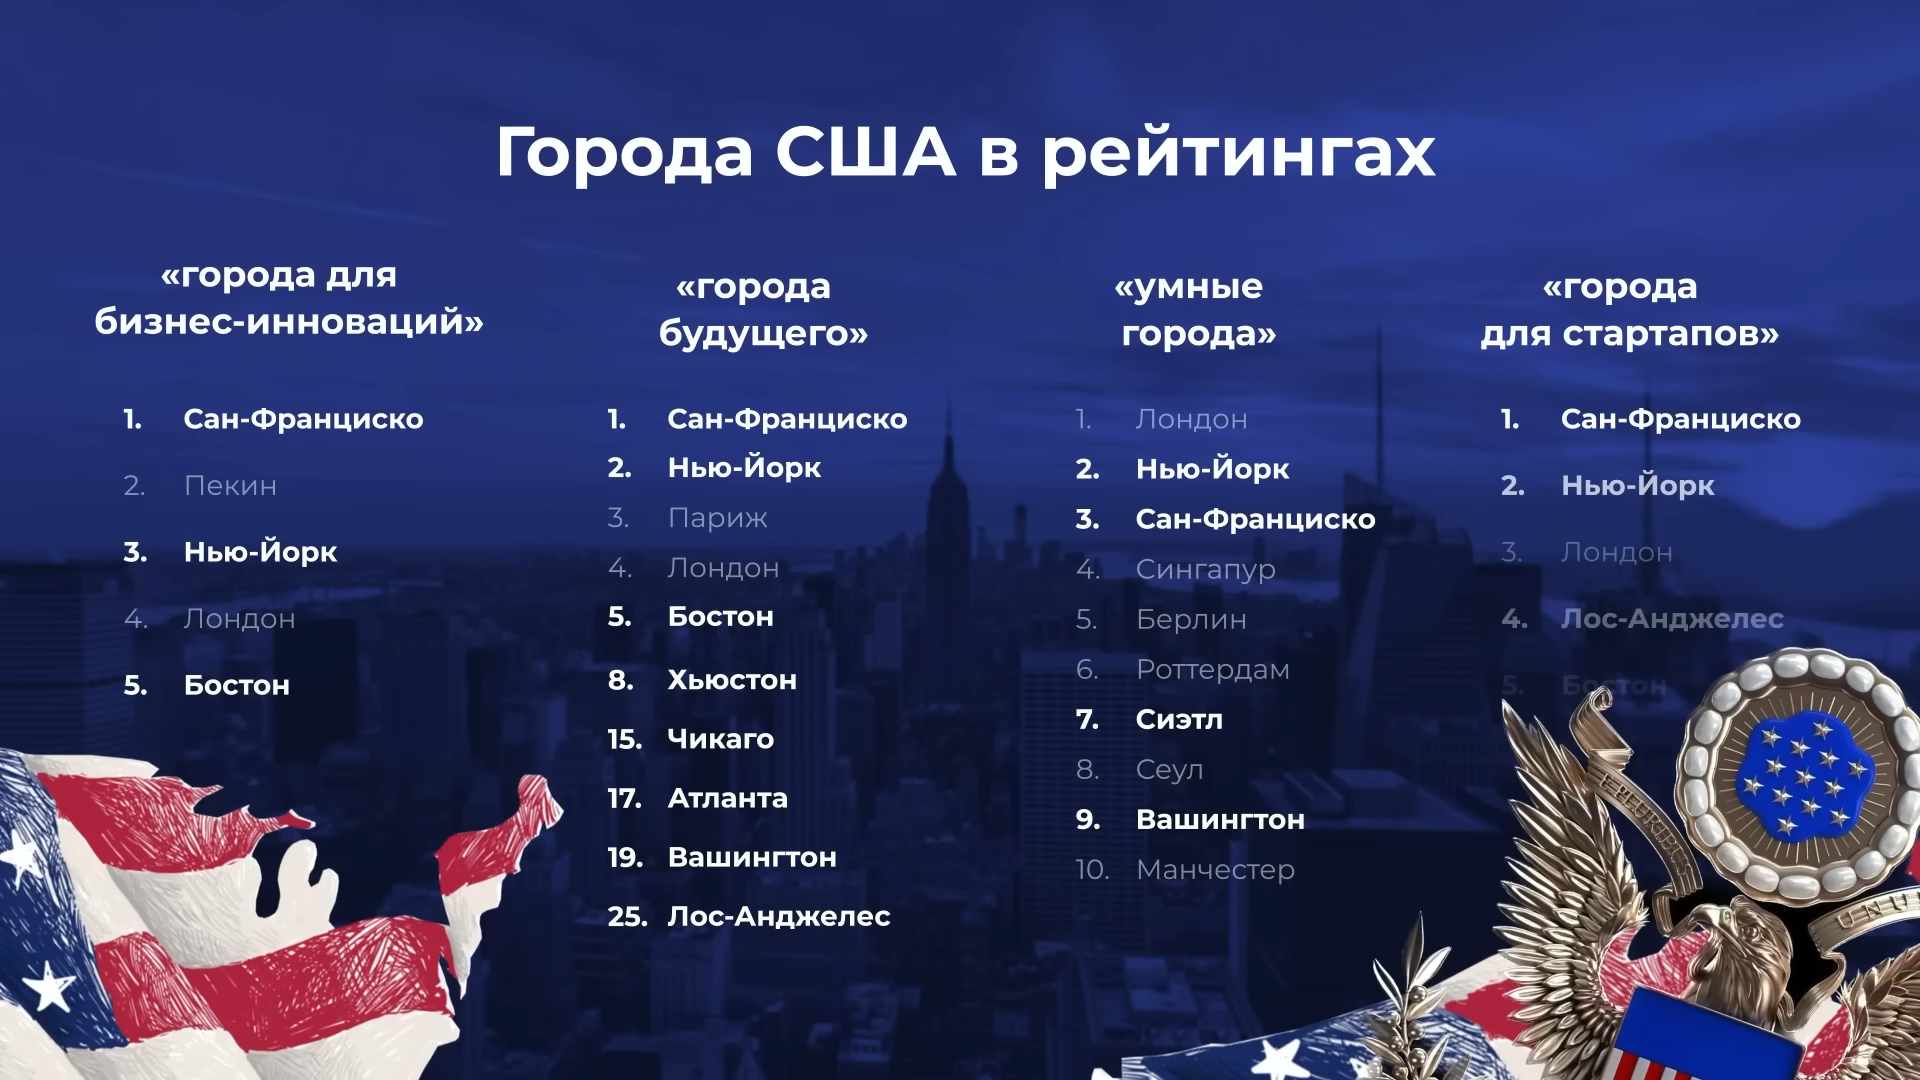 Города США в рейтингах
«города для
бизнес-инноваций»
1. Сан-Франциско
2. Пекин
3. Нью-Йорк
4. Лондон
5. Бостон
«города
будущего»
1. Сан-Франциско
2. Нью-Йорк
3. Париж
4. Лондон
5. Бостон
8. Хьюстон
15. Чикаго
17. Атланта
19. Вашингтон
25. Лос-Анджелес
«умные
города»
1. Лондон
2. Нью-Йорк
3. Сан-Франциско
4. Сингапур
5. Берлин
6. Роттердам
7. Сиэтл
8. Сеул
9. Вашингтон
10. Манчестер
«города
для стартапов»
1. Сан-Франциско
2. Нью-Йорк
3. Лондон
4. Лос-Анджелес
5. Бостон